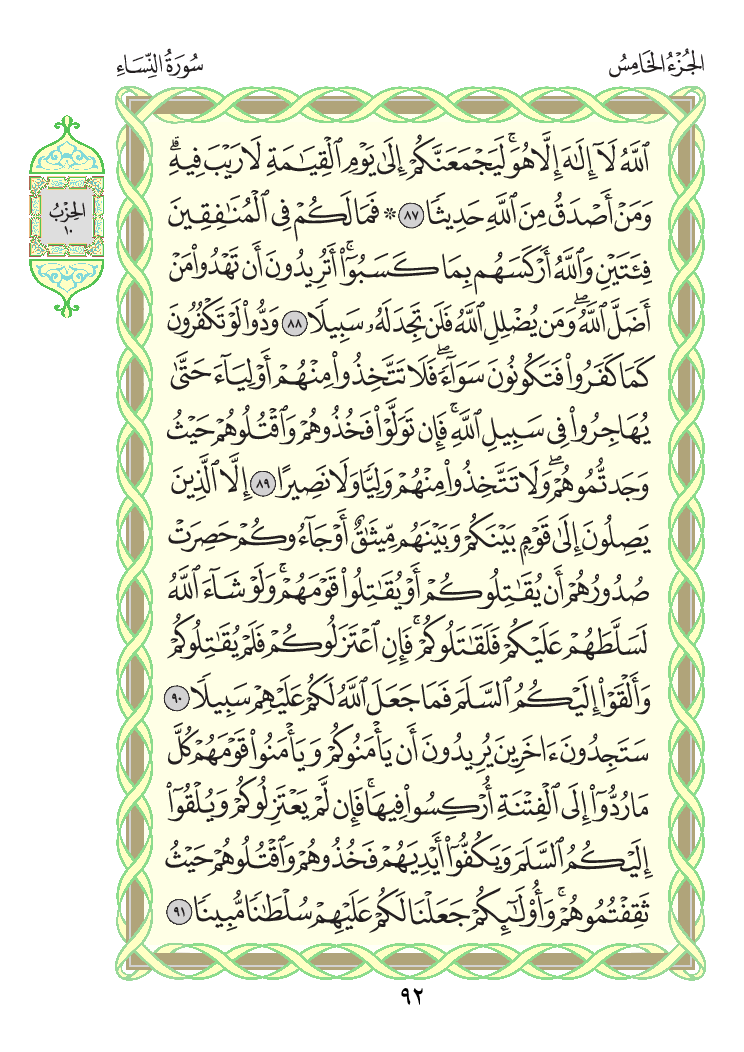 الجُزْءُ الخَامِسُ
سُورَةُ النِّسَاءِ
ٱللَّهُ لَآ إِلَٰهَ إِلَّا هُوَۚ لَيَجْمَعَنَّكُمْ إِلَىٰ يَوْمِ ٱلْقِيَٰمَةِ لَا رَيْبَ فِيهِۗ
وَمَنْ أَصْدَقُ مِنَ ٱللَّهِ حَدِيثًا ٨٧ ۞ فَمَا لَكُمْ فِى ٱلْمُنَٰفِقِينَ
فِئَتَيْنِ وَٱللَّهُ أَرْكَسَهُم بِمَا كَسَبُوٓا۟ۚ أَتُرِيدُونَ أَن تَهْدُوا۟ مَنْ
أَضَلَّ ٱللَّهُۖ وَمَن يُضْلِلِ ٱللَّهُ فَلَن تَجِدَ لَهُۥ سَبِيلًا ٨٨ وَدُّوا۟ لَوْ تَكْفُرُونَ
كَمَا كَفَرُوا۟ فَتَكُونُونَ سَوَآءًۖ فَلَا تَتَّخِذُوا۟ مِنْهُمْ أَوْلِيَآءَ حَتَّىٰ
يُهَاجِرُوا۟ فِى سَبِيلِ ٱللَّهِۚ فَإِن تَوَلَّوْا۟ فَخُذُوهُمْ وَٱقْتُلُوهُمْ حَيْثُ
وَجَدتُّمُوهُمْۖ وَلَا تَتَّخِذُوا۟ مِنْهُمْ وَلِيًّا وَلَا نَصِيرًا ٨٩ إِلَّا ٱلَّذِينَ
يَصِلُونَ إِلَىٰ قَوْمٍۭ بَيْنَكُمْ وَبَيْنَهُم مِّيثَٰقٌ أَوْ جَآءُوكُمْ حَصِرَتْ
صُدُورُهُمْ أَن يُقَٰتِلُوكُمْ أَوْ يُقَٰتِلُوا۟ قَوْمَهُمْۚ وَلَوْ شَآءَ ٱللَّهُ
لَسَلَّطَهُمْ عَلَيْكُمْ فَلَقَٰتَلُوكُمْۚ فَإِنِ ٱعْتَزَلُوكُمْ فَلَمْ يُقَٰتِلُوكُمْ
وَأَلْقَوْا۟ إِلَيْكُمُ ٱلسَّلَمَ فَمَا جَعَلَ ٱللَّهُ لَكُمْ عَلَيْهِمْ سَبِيلًا ٩٠
سَتَجِدُونَ ءَاخَرِينَ يُرِيدُونَ أَن يَأْمَنُوكُمْ وَيَأْمَنُوا۟ قَوْمَهُمْ كُلَّ
مَا رُدُّوٓا۟ إِلَى ٱلْفِتْنَةِ أُرْكِسُوا۟ فِيهَاۚ فَإِن لَّمْ يَعْتَزِلُوكُمْ وَيُلْقُوٓا۟
إِلَيْكُمُ ٱلسَّلَمَ وَيَكُفُّوٓا۟ أَيْدِيَهُمْ فَخُذُوهُمْ وَٱقْتُلُوهُمْ حَيْثُ
ثَقِفْتُمُوهُمْۚ وَأُو۟لَٰٓئِكُمْ جَعَلْنَا لَكُمْ عَلَيْهِمْ سُلْطَٰنًا مُّبِينًا ٩١
الحِزْبُ
١٠
٩٢